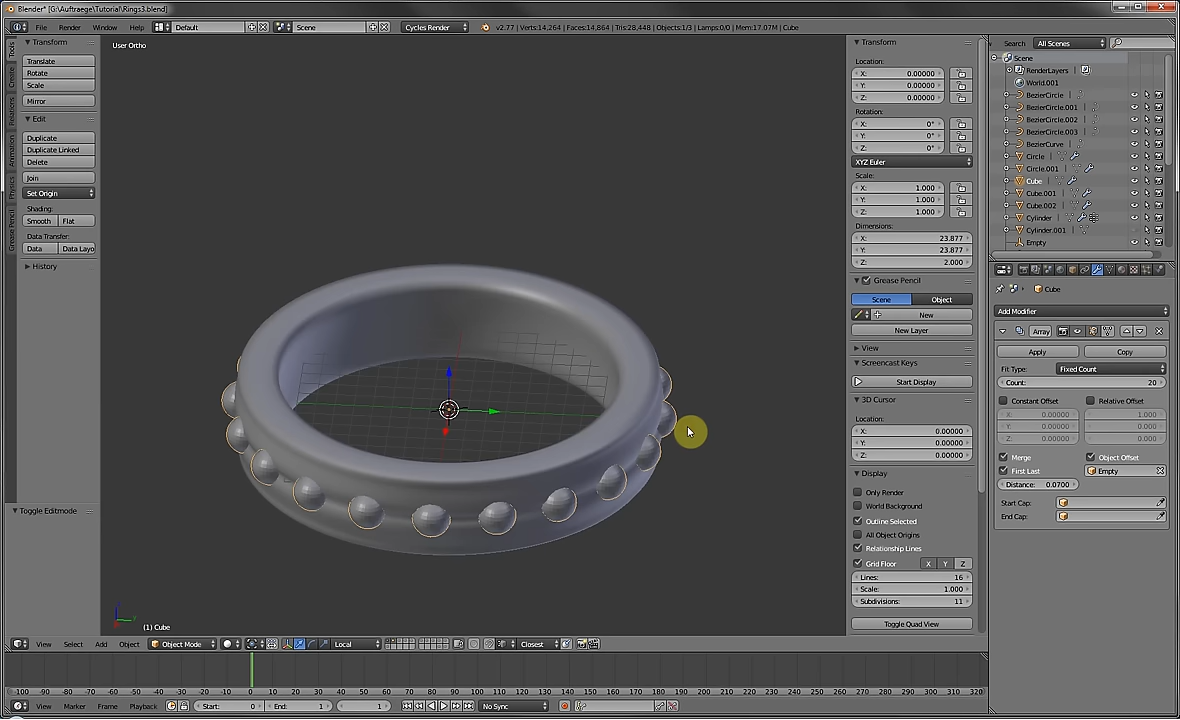 Blender* [G:\Auftraege\Tutorial\Rings3.blend]
File Render Window Help Default Scene Cycles Render v2.77 | Verts:14,264 | Faces:14,864 | Tris:28,448 | Objects:1/3 | Lamps:0/0 | Mem:17.07M | Cube
Tools
Create
Relations
Animation
Physics
Grease Pencil
Transform
Translate
Rotate
Scale
Mirror
Edit
Duplicate
Duplicate Linked
Delete
Join
Set Origin
Shading:
Smooth Flat
Data Transfer:
Data Data Layo
History
Toggle Editmode
User Ortho
(1) Cube
Transform
Location:
X: 0.00000
Y: 0.00000
Z: 0.00000
Rotation:
X: 0°
Y: 0°
Z: 0°
XYZ Euler
Scale:
X: 1.000
Y: 1.000
Z: 1.000
Dimensions:
X: 23.877
Y: 23.877
Z: 2.000
Grease Pencil
Scene Object
New
New Layer
View
Screencast Keys
Start Display
3D Cursor
Location:
X: 0.00000
Y: 0.00000
Z: 0.00000
Display
Only Render
World Background
Outline Selected
All Object Origins
Relationship Lines
Grid Floor X Y Z
Lines: 16
Scale: 1.000
Subdivisions: 11
Toggle Quad View
Search All Scenes
Scene
RenderLayers |
World.001
BezierCircle |
BezierCircle.001 |
BezierCircle.002 |
BezierCircle.003 |
BezierCurve |
Circle |
Circle.001 |
Cube |
Cube.001 |
Cube.002 |
Cylinder |
Cylinder.001 |
Empty
Cube
Add Modifier
Array
Apply Copy
Fit Type: Fixed Count
Count: 20
Constant Offset Relative Offset
X: 0.00000 1.000
Y: 0.00000 0.00000
Z: 0.00000 0.00000
Merge Object Offset
First Last Empty
Distance: 0.0700
Start Cap:
End Cap:
View Select Add Object Object Mode Local Closest
-100 -90 -80 -70 -60 -50 -40 -30 -20 -10 0 10 20 30 40 50 60 70 80 90 100 110 120 130 140 150 160 170 180 190 200 210 220 230 240 250 260 270 280 290 300 310 320
View Marker Frame Playback Start: 0 End: 1 1 No Sync